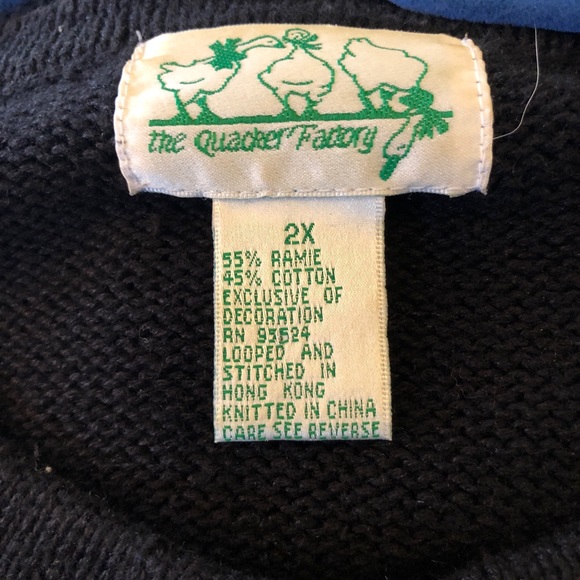 the Quacker Factory
2X
55% RAMIE
45% COTTON
EXCLUSIVE OF
DECORATION
RN 93524
LOOPED AND
STITCHED IN
HONG KONG
KNITTED IN CHINA
CARE SEE REVERSE